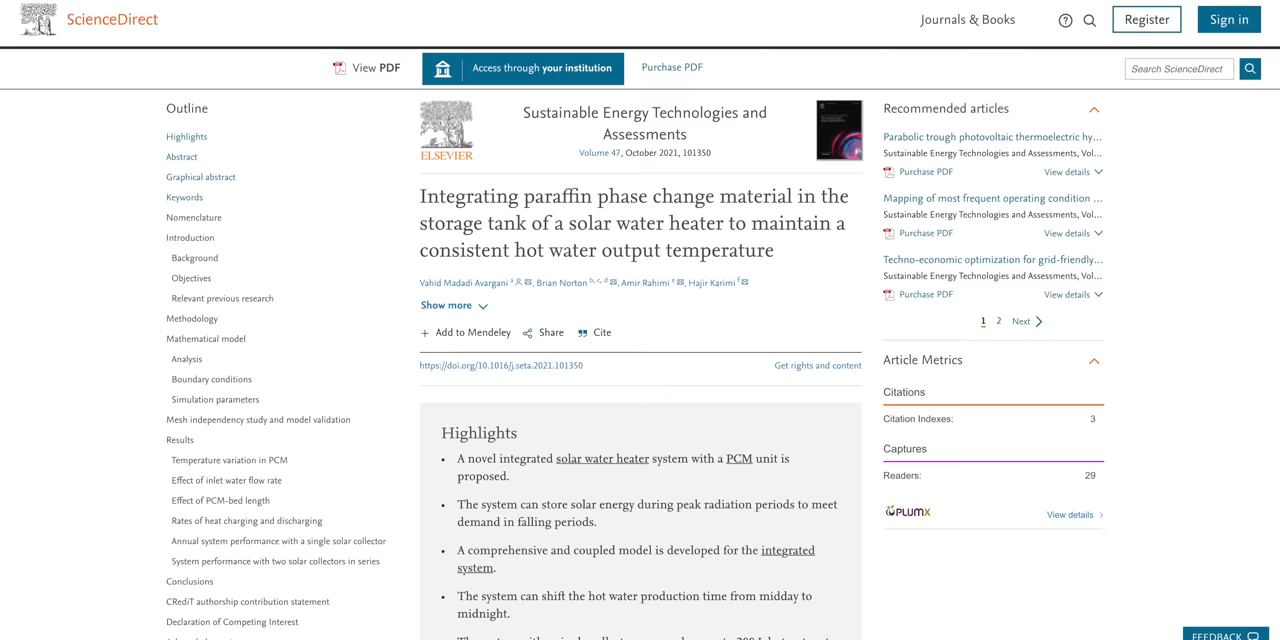 ScienceDirect
Journals & Books
Register
Sign in
View PDF
Access through your institution
Purchase PDF
Search ScienceDirect
Outline
Highlights
Abstract
Graphical abstract
Keywords
Nomenclature
Introduction
Background
Objectives
Relevant previous research
Methodology
Mathematical model
Analysis
Boundary conditions
Simulation parameters
Mesh independency study and model validation
Results
Temperature variation in PCM
Effect of inlet water flow rate
Effect of PCM-bed length
Rates of heat charging and discharging
Annual system performance with a single solar collector
System performance with two solar collectors in series
Conclusions
CRediT authorship contribution statement
Declaration of Competing Interest
ELSEVIER
Sustainable Energy Technologies and
Assessments
Volume 47, October 2021, 101350
Integrating paraffin phase change material in the
storage tank of a solar water heater to maintain a
consistent hot water output temperature
Vahid Madadi Avargani a, Brian Norton b, c, d, Amir Rahimi e, Hajir Karimi f
Show more
+ Add to Mendeley Share Cite
https://doi.org/10.1016/j.seta.2021.101350
Get rights and content
Highlights
• A novel integrated solar water heater system with a PCM unit is
proposed.
• The system can store solar energy during peak radiation periods to meet
demand in falling periods.
• A comprehensive and coupled model is developed for the integrated
system.
• The system can shift the hot water production time from midday to
midnight.
Recommended articles
Parabolic trough photovoltaic thermoelectric hy...
Sustainable Energy Technologies and Assessments, Vol...
Purchase PDF View details
Mapping of most frequent operating condition ...
Sustainable Energy Technologies and Assessments, Vol...
Purchase PDF View details
Techno-economic optimization for grid-friendly...
Sustainable Energy Technologies and Assessments, Vol...
Purchase PDF View details
1 2 Next
Article Metrics
Citations
Citation Indexes: 3
Captures
Readers: 29
PLUMX
View details
FEEDBACK